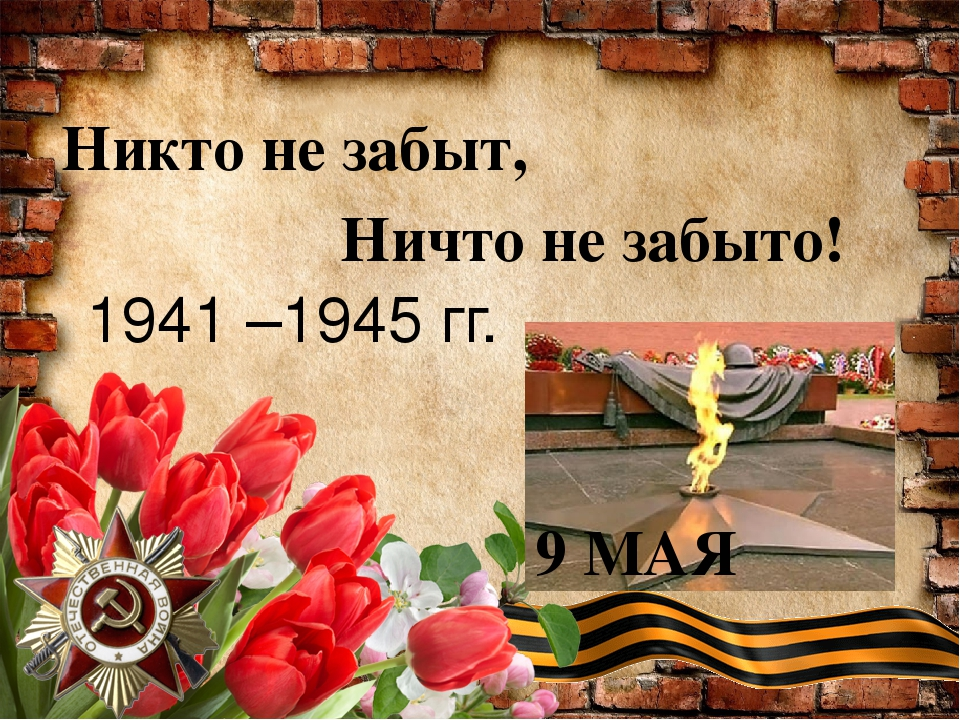 Никто не забыт,
Ничто не забыто!
1941 –1945 гг.
9 МАЯ
ОТЕЧЕСТВЕННАЯ ВОЙНА